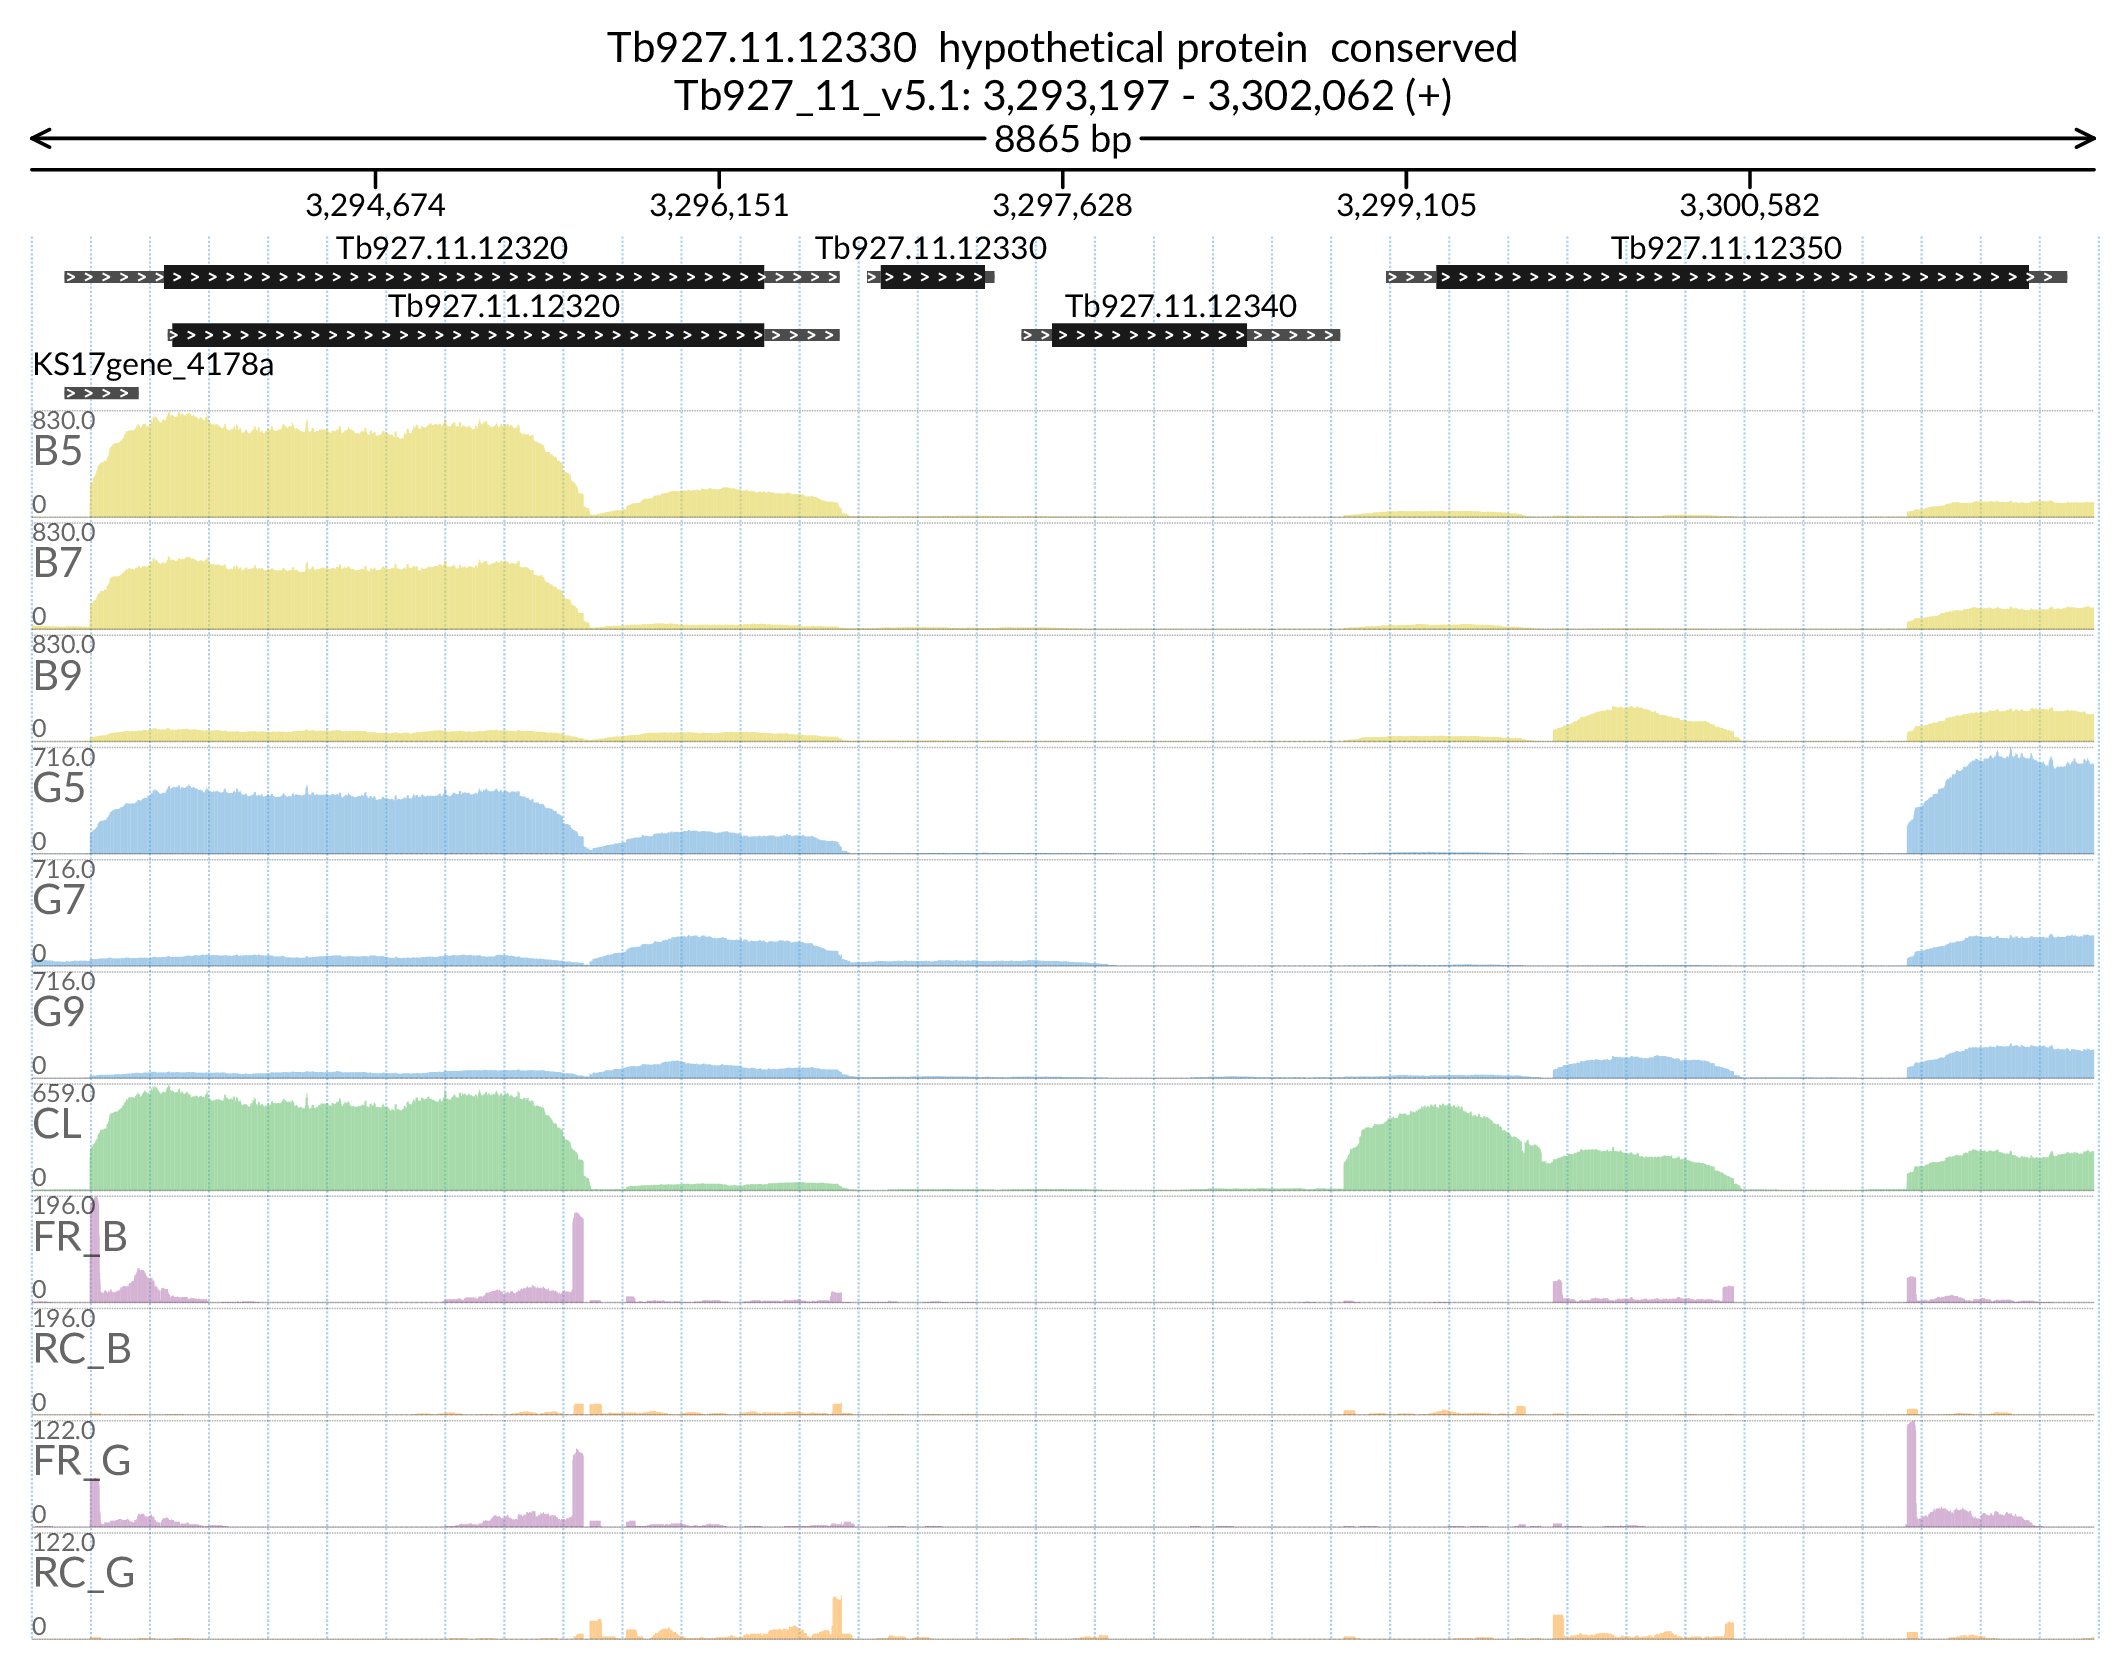 Tb927.11.12330 hypothetical protein conserved
Tb927_11_v5.1: 3,293,197 - 3,302,062 (+)
8865 bp
3,294,674 3,296,151 3,297,628 3,299,105 3,300,582
Tb927.11.12320 Tb927.11.12330 Tb927.11.12350
Tb927.11.12320 Tb927.11.12340
KS17gene_4178a
830.0
B5
0
830.0
B7
0
830.0
B9
0
716.0
G5
0
716.0
G7
0
716.0
G9
0
659.0
CL
0
196.0
FR_B
0
196.0
RC_B
0
122.0
FR_G
0
122.0
RC_G
0